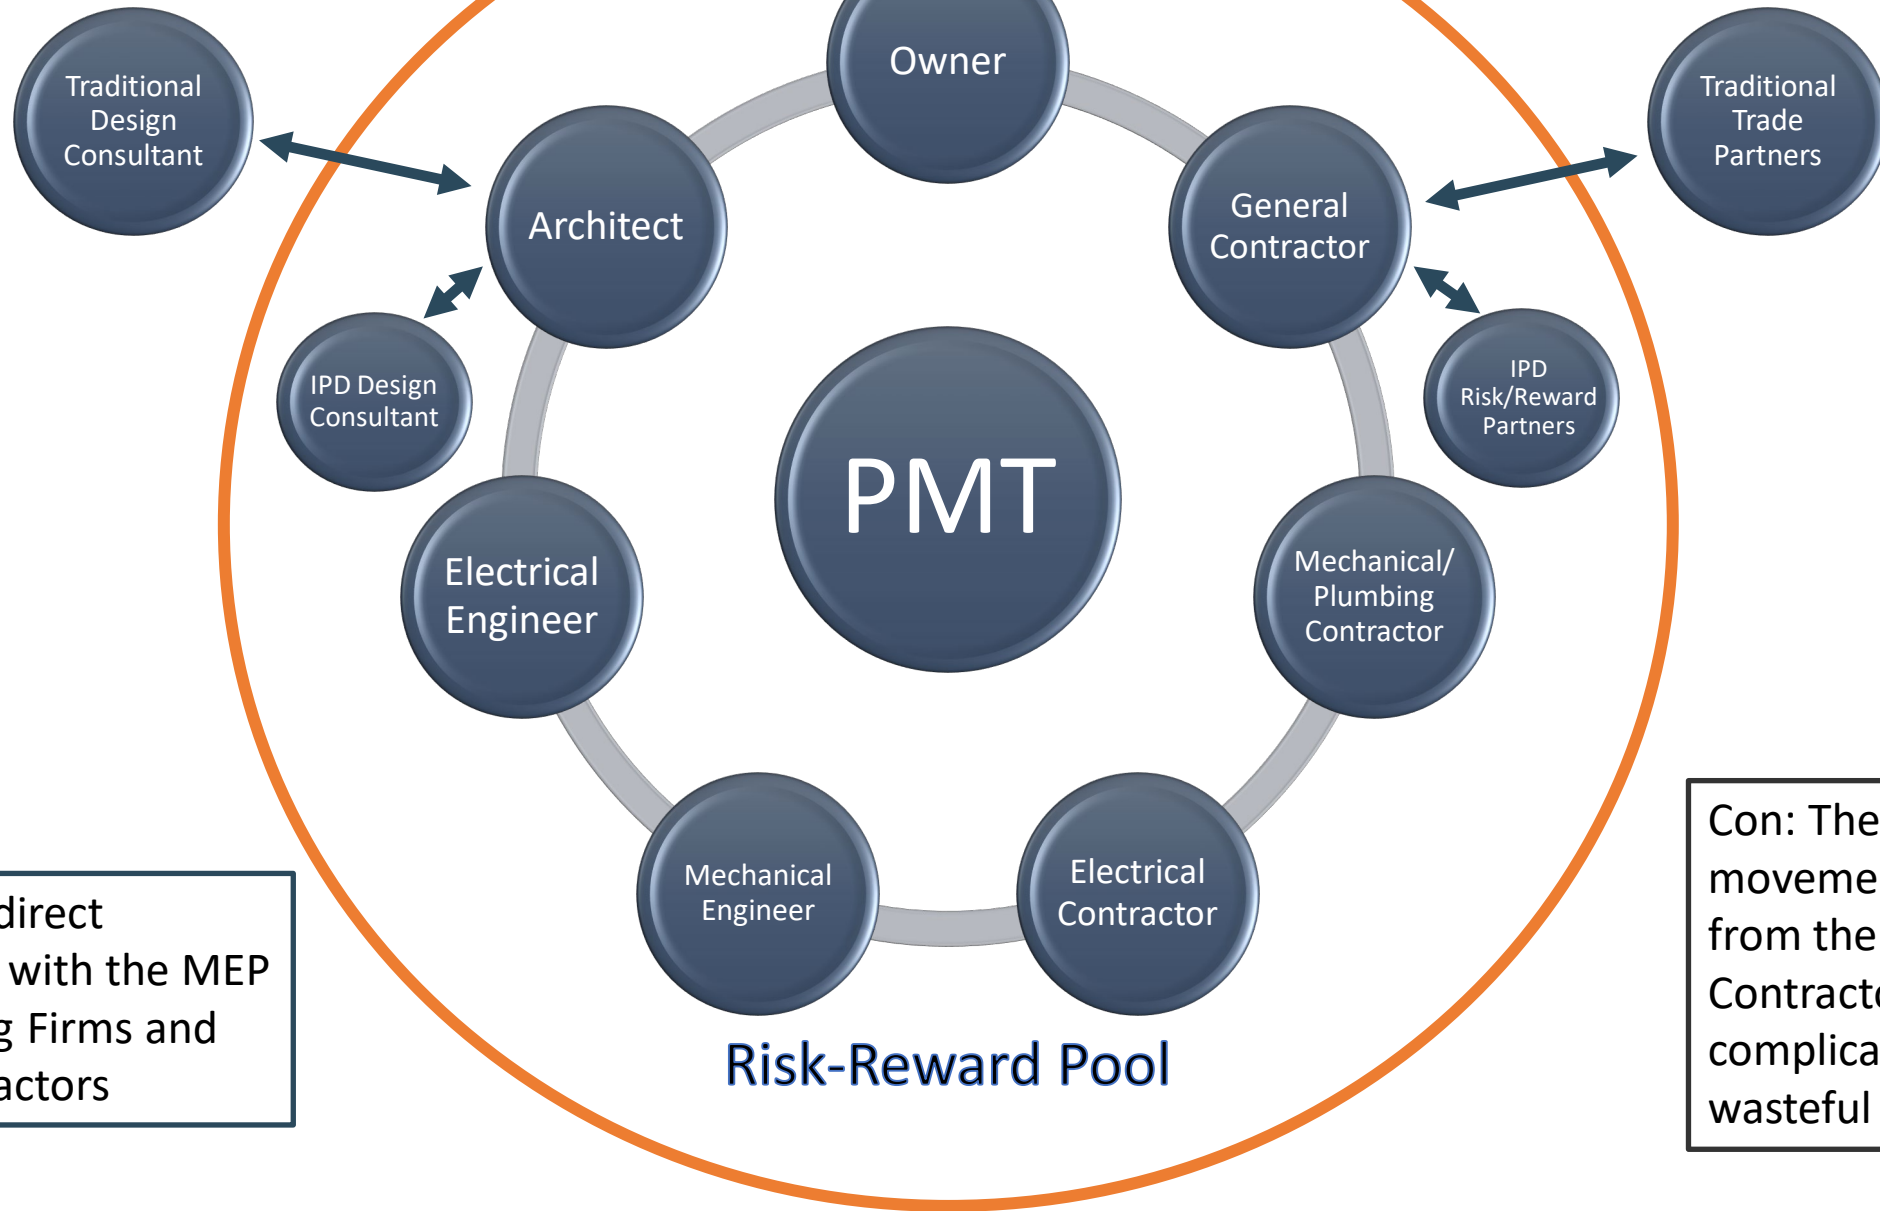 Owner
Traditional
Design
Consultant
Traditional
Trade
Partners
Architect
General
Contractor
IPD Design
Consultant
IPD
Risk/Reward
Partners
PMT
Electrical
Engineer
Mechanical/
Plumbing
Contractor
Mechanical
Engineer
Electrical
Contractor
Risk-Reward Pool
direct
with the MEP
Firms and
Con: The
from the
wasteful